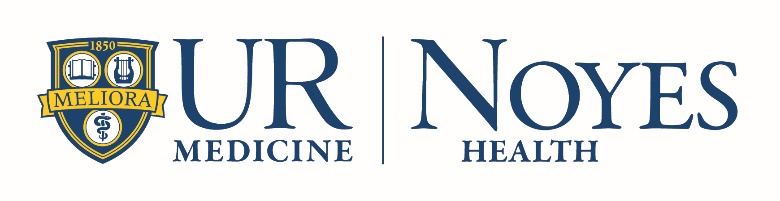 1850
MELIORA
UR
MEDICINE
NOYES
HEALTH